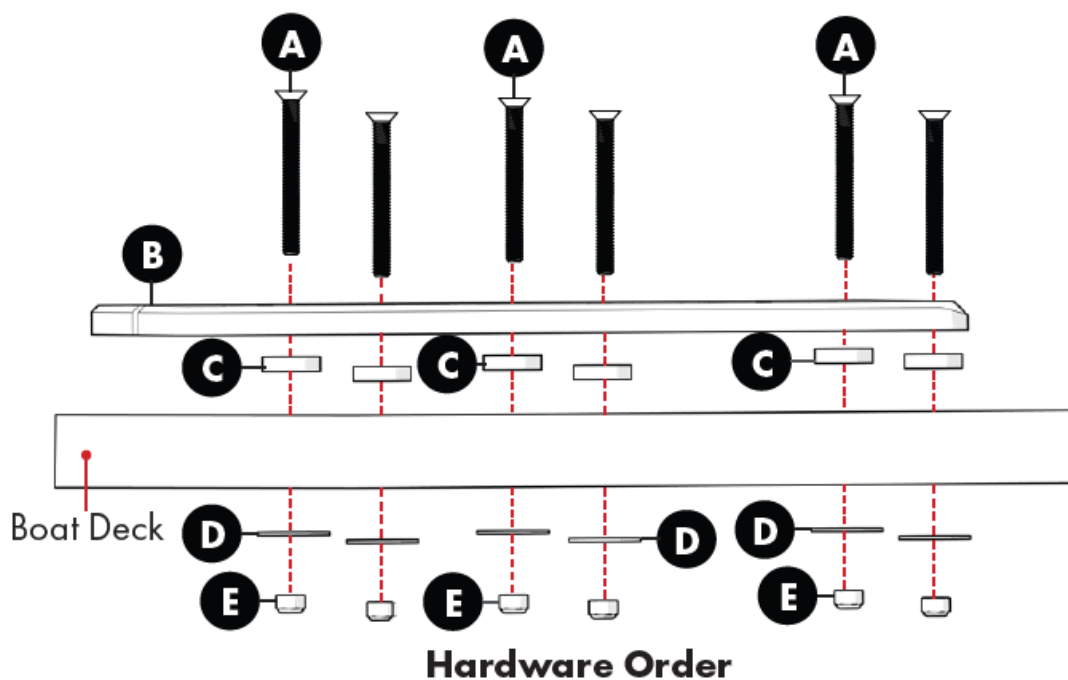 A A A
B
C C C
Boat Deck
D D D
E E E
Hardware Order